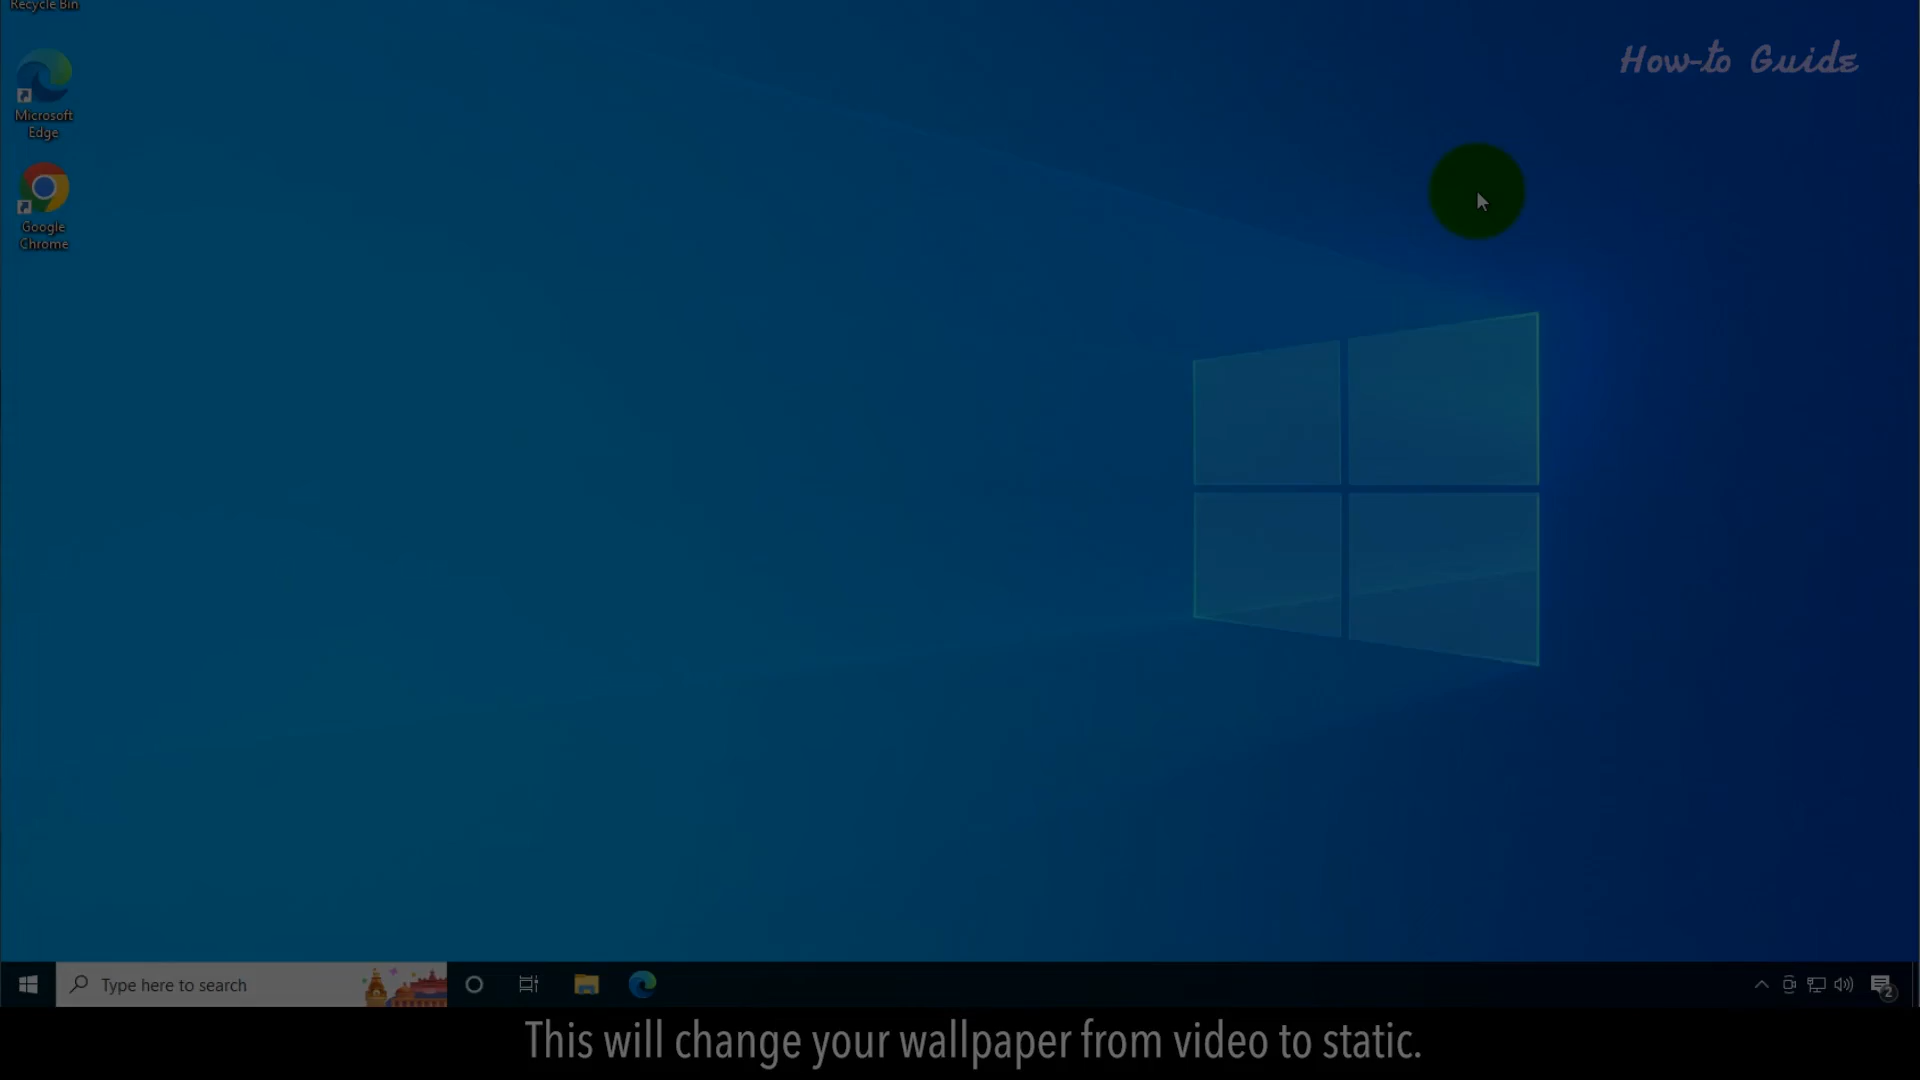 Recycle Bin
How-to Guide
Microsoft
Edge
Google
Chrome
Type here to search
2
This will change your wallpaper from video to static.